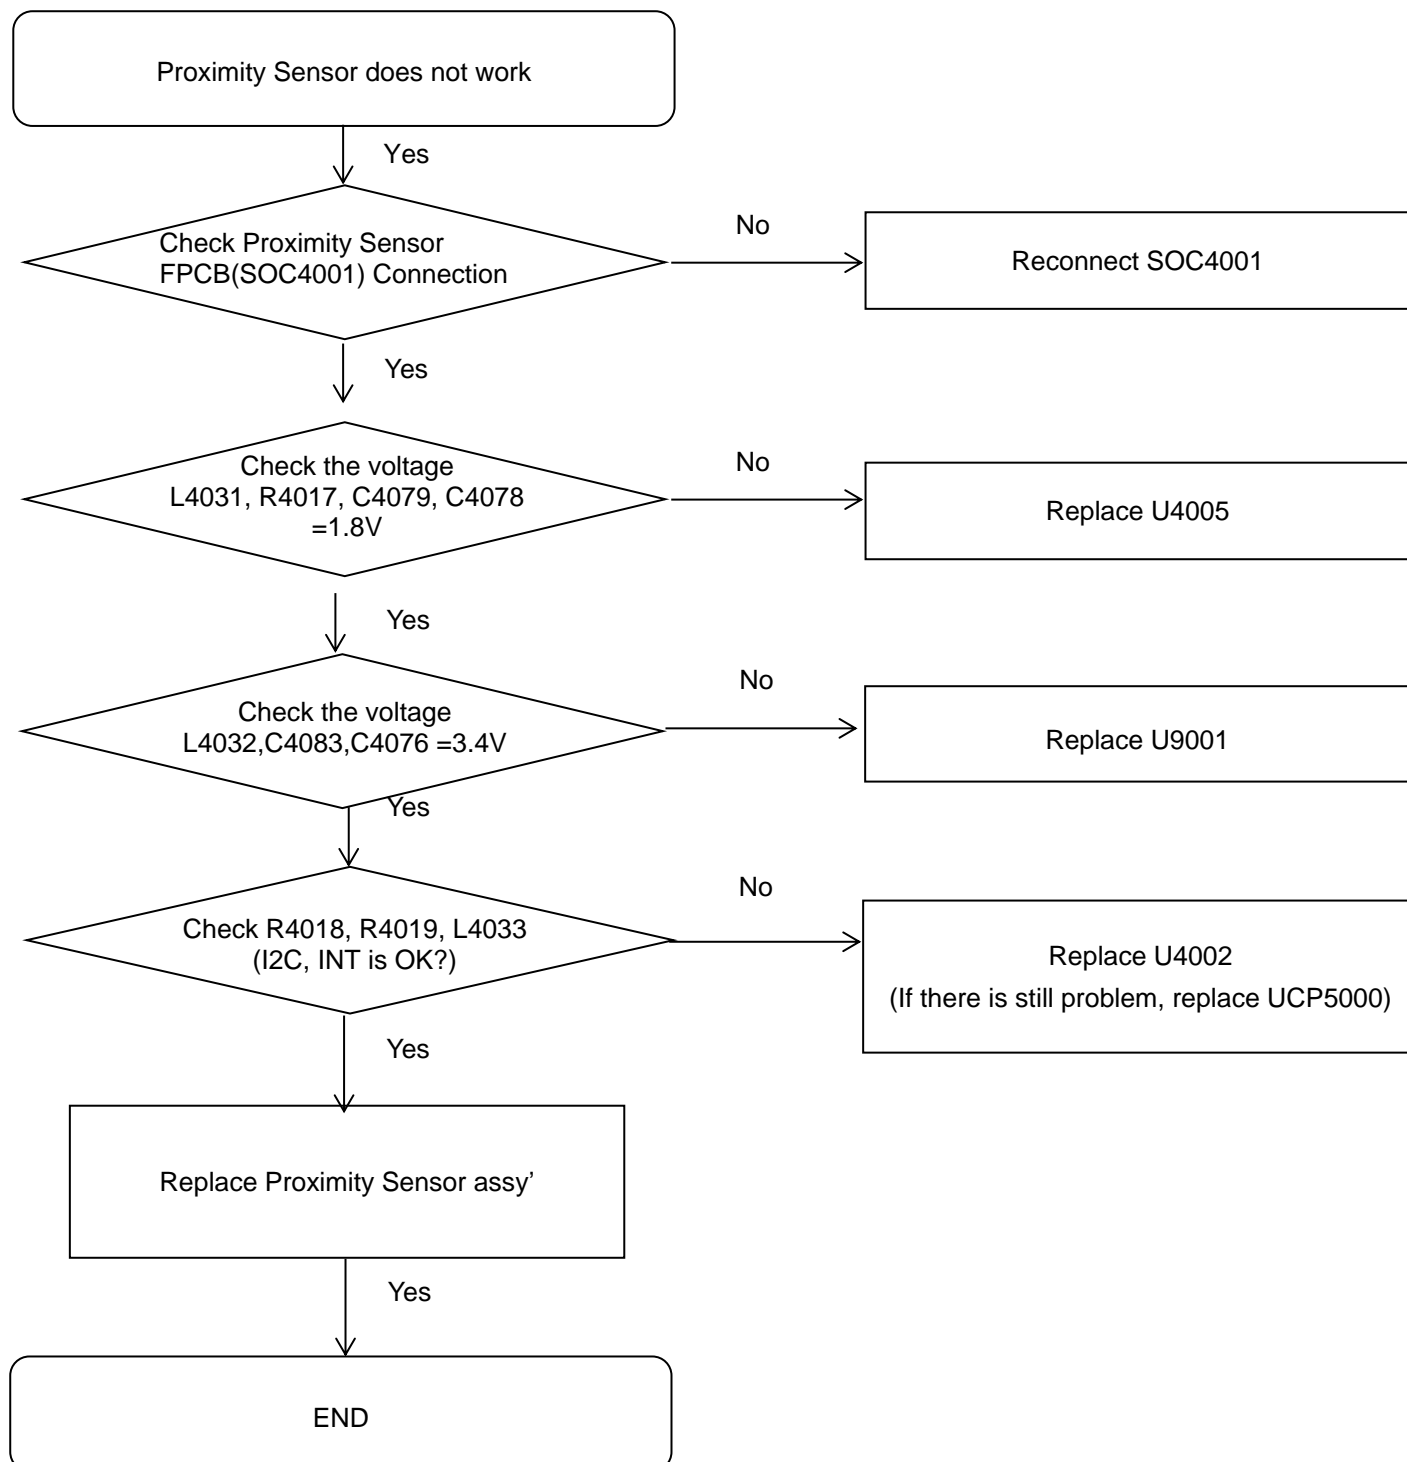 Proximity Sensor does not work
Yes
Check Proximity Sensor
FPCB(SOC4001) Connection
No
Reconnect SOC4001
Yes
Check the voltage
L4031, R4017, C4079, C4078
=1.8V
No
Replace U4005
Yes
Check the voltage
L4032,C4083,C4076 =3.4V
No
Replace U9001
Yes
Check R4018, R4019, L4033
(I2C, INT is OK?)
No
Replace U4002
(If there is still problem, replace UCP5000)
Yes
Replace Proximity Sensor assy’
Yes
END